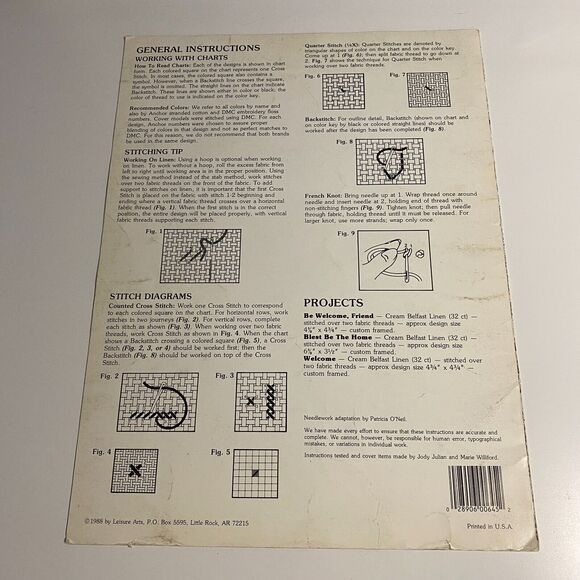 GENERAL INSTRUCTIONS
WORKING WITH CHARTS
How To Read Charts: Each of the designs is shown in chart
form. Each colored square on the chart represents one Cross
Stitch. In most cases, the colored square also contains a
symbol. However, when a Backstitch line crosses the square,
the symbol is omitted. The straight lines on the chart indicate
Backstitch. These lines are shown either in color or black; the
color of thread to use is indicated on the color key.
Recommended Colors: We refer to all colors by name and
also by Anchor stranded cotton and DMC embroidery floss
numbers. Cover models were stitched using DMC. For each
design, Anchor numbers were chosen to assure proper
blending of colors in that design and not as perfect matches to
DMC. For this reason, we do not recommend that both brands
be used in the same design.
STITCHING TIP
Working On Linen: Using a hoop is optional when working
on linen. To work without a hoop, roll the excess fabric from
left to right until working area is in the proper position. Using
the sewing method instead of the stab method, work stitches
over two fabric threads on the front of the fabric. To add
support to stitches on linen, it is important that the first Cross
Stitch is placed on the fabric with stitch 1-2 beginning and
ending where a vertical fabric thread crosses over a horizontal
fabric thread (Fig. 1). When the first stitch is in the correct
position, the entire design will be placed properly, with vertical
fabric threads supporting each stitch.
Fig. 1
STITCH DIAGRAMS
Counted Cross Stitch: Work one Cross Stitch to correspond
to each colored square on the chart. For horizontal rows, work
stitches in two journeys (Fig. 2). For vertical rows, complete
each stitch as shown (Fig. 3). When working over two fabric
threads, work Cross Stitch as shown in Fig. 4. When the chart
shows a Backstitch crossing a colored square (Fig. 5), a Cross
Stitch (Fig. 2, 3, or 4) should be worked first; then the
Backstitch (Fig. 8) should be worked on top of the Cross
Stitch.
Fig. 2
Fig. 3
Fig. 4
Fig. 5
©1988 by Leisure Arts, P.O. Box 5595, Little Rock, AR 72215
Quarter Stitch (¼X): Quarter Stitches are denoted by
triangular shapes of color on the chart and on the color key.
Come up at 1 (Fig. 6); then split fabric thread to go down at
2. Fig. 7 shows the technique for Quarter Stitch when
working over two fabric threads.
Fig. 6
Fig. 7
Backstitch: For outline detail, Backstitch (shown on chart and
on color key by black or colored straight lines) should be
worked after the design has been completed (Fig. 8).
Fig. 8
French Knot: Bring needle up at 1. Wrap thread once around
needle and insert needle at 2, holding end of thread with
non-stitching fingers (Fig. 9). Tighten knot; then pull needle
through fabric, holding thread until it must be released. For
larger knot, use more strands; wrap only once.
Fig. 9
PROJECTS
Be Welcome, Friend — Cream Belfast Linen (32 ct) —
stitched over two fabric threads — approx design size
4⅝" x 4¾" — custom framed.
Blest Be The Home — Cream Belfast Linen (32 ct) —
stitched over two fabric threads — approx design size
6⅛" x 3½" — custom framed.
Welcome — Cream Belfast Linen (32 ct) — stitched over
two fabric threads — approx design size 4¾" x 4¾" —
custom framed.
Needlework adaptation by Patricia O'Neil.
We have made every effort to ensure that these instructions are accurate and
complete. We cannot, however, be responsible for human error, typographical
mistakes, or variations in individual work.
Instructions tested and cover items made by Jody Julian and Marie Williford.
0 28906 00645 2
Printed in U.S.A.